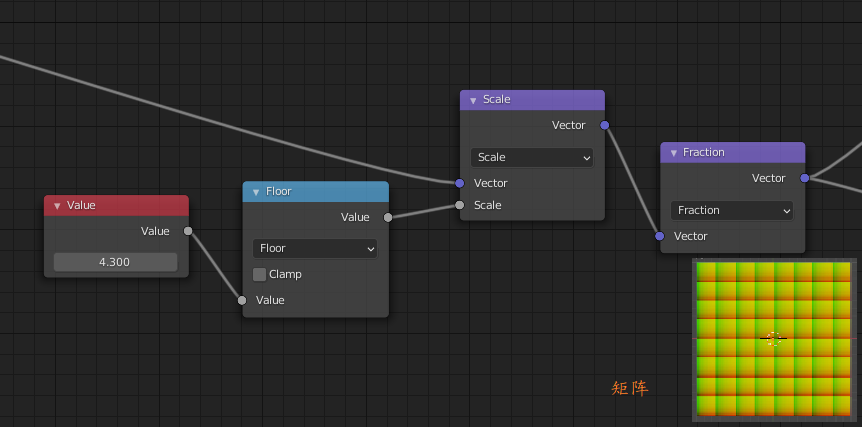 Scale
Vector
Scale
Vector
Scale
Fraction
Vector
Fraction
Vector
Value
Value
4.300
Floor
Value
Floor
Clamp
Value
矩阵